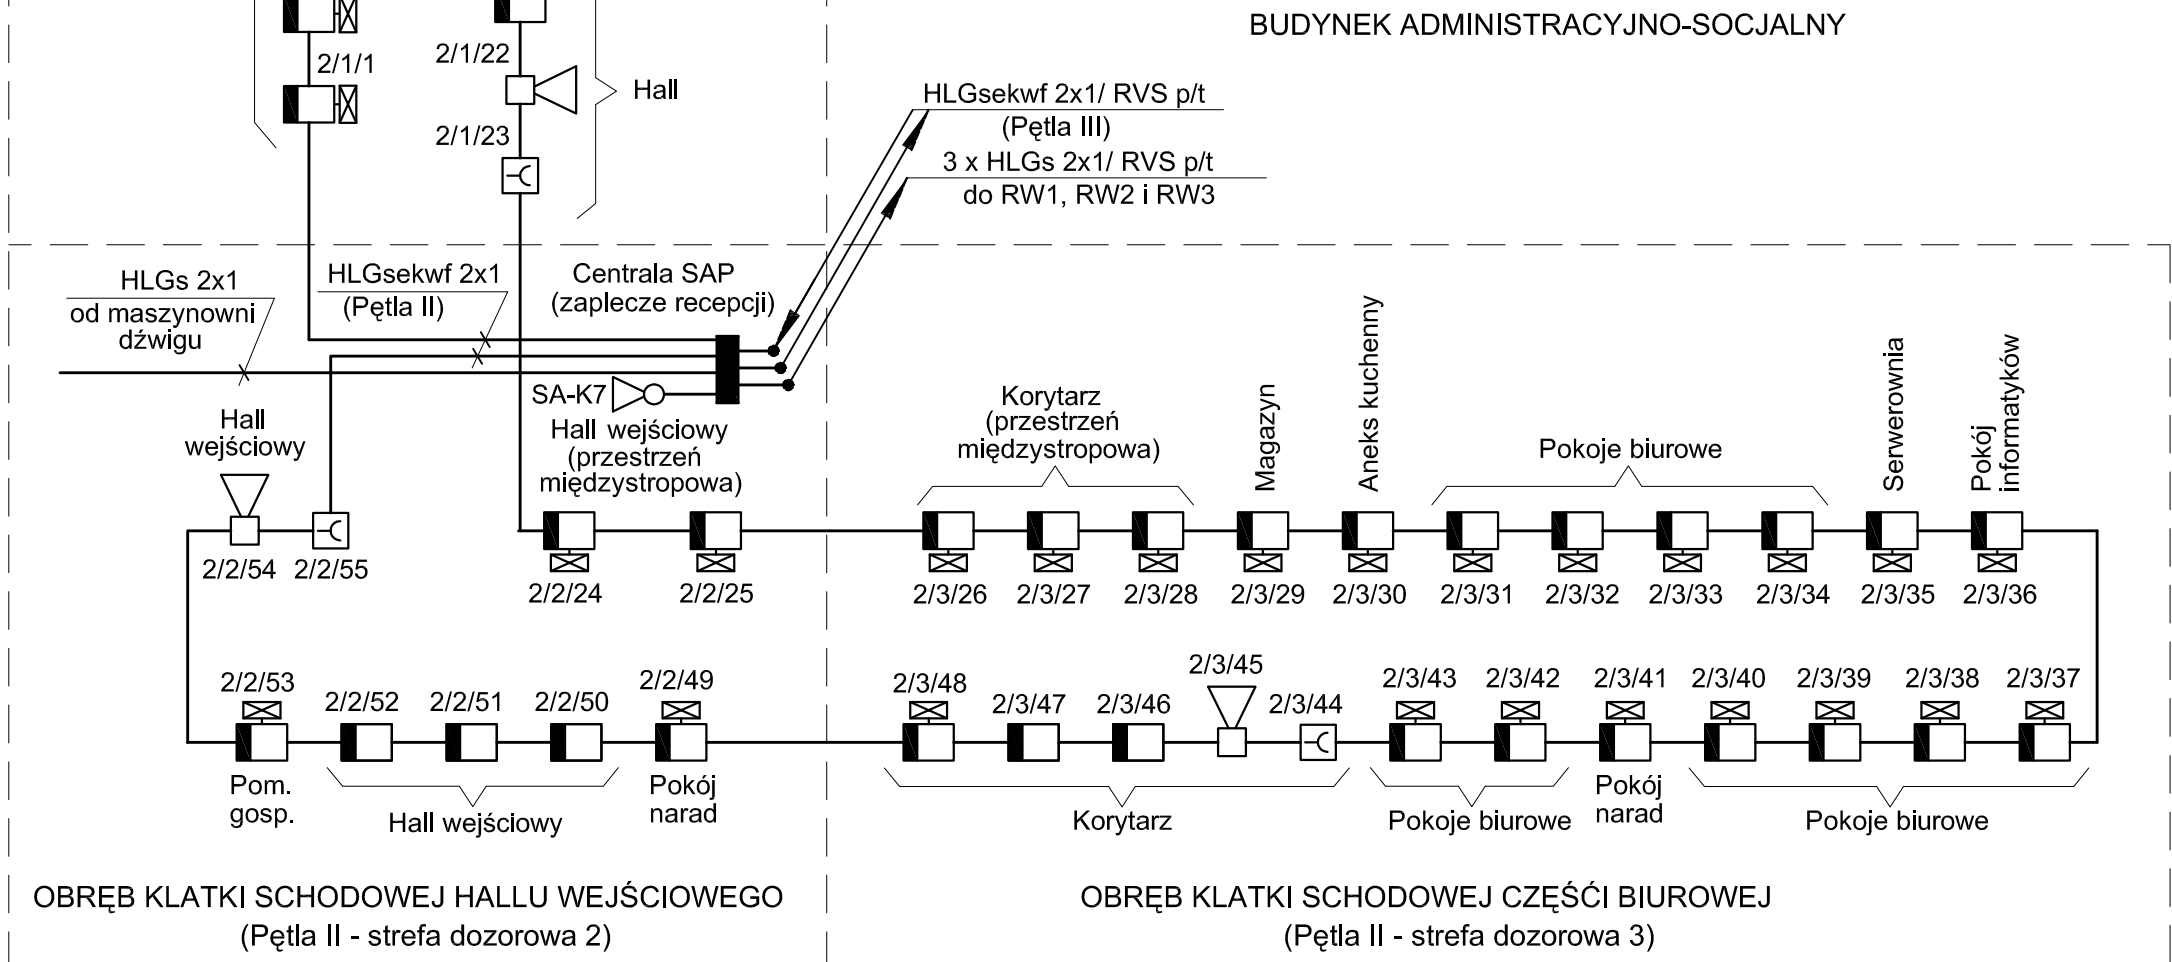 BUDYNEK ADMINISTRACYJNO-SOCJALNY
2/1/1
2/1/22
Hall
2/1/23
HLGsekwf 2x1/ RVS p/t
(Pętla III)
3 x HLGs 2x1/ RVS p/t
do RW1, RW2 i RW3
HLGs 2x1
od maszynowni
dźwigu
HLGsekwf 2x1
(Pętla II)
Centrala SAP
(zaplecze recepcji)
SA-K7
Hall
wejściowy
Hall wejściowy
(przestrzeń
międzystropowa)
Korytarz
(przestrzeń
międzystropowa)
Magazyn
Aneks kuchenny
Pokoje biurowe
Serwerownia
Pokój
informatyków
2/2/54
2/2/55
2/2/24
2/2/25
2/3/26
2/3/27
2/3/28
2/3/29
2/3/30
2/3/31
2/3/32
2/3/33
2/3/34
2/3/35
2/3/36
2/2/53
2/2/52
2/2/51
2/2/50
2/2/49
2/3/48
2/3/47
2/3/46
2/3/45
2/3/44
2/3/43
2/3/42
2/3/41
2/3/40
2/3/39
2/3/38
2/3/37
Pom.
gosp.
Hall wejściowy
Pokój
narad
Korytarz
Pokoje biurowe
Pokój
narad
Pokoje biurowe
OBRĘB KLATKI SCHODOWEJ HALLU WEJŚCIOWEGO
(Pętla II - strefa dozorowa 2)
OBRĘB KLATKI SCHODOWEJ CZĘŚĆI BIUROWEJ
(Pętla II - strefa dozorowa 3)